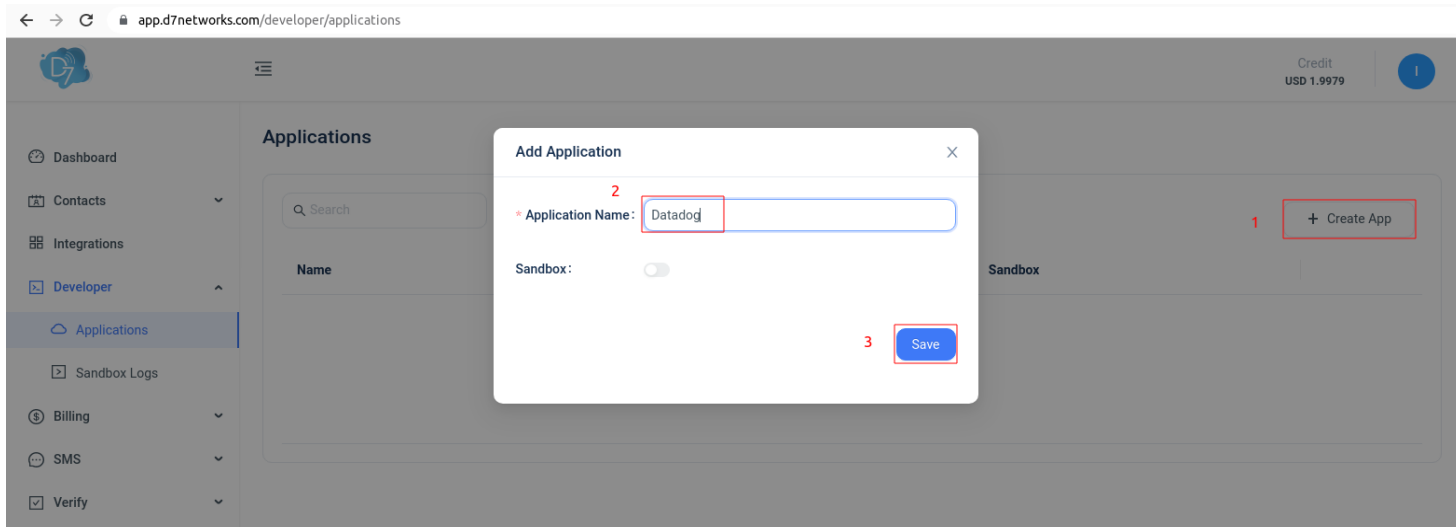 app.d7networks.com/developer/applications
D7
Credit
USD 1.9979
I
Dashboard
Contacts
Integrations
Developer
Applications
Sandbox Logs
Billing
SMS
Verify
Applications
Search
1
+ Create App
Name
Sandbox
Add Application
2
* Application Name:
Datadog
Sandbox:
3
Save